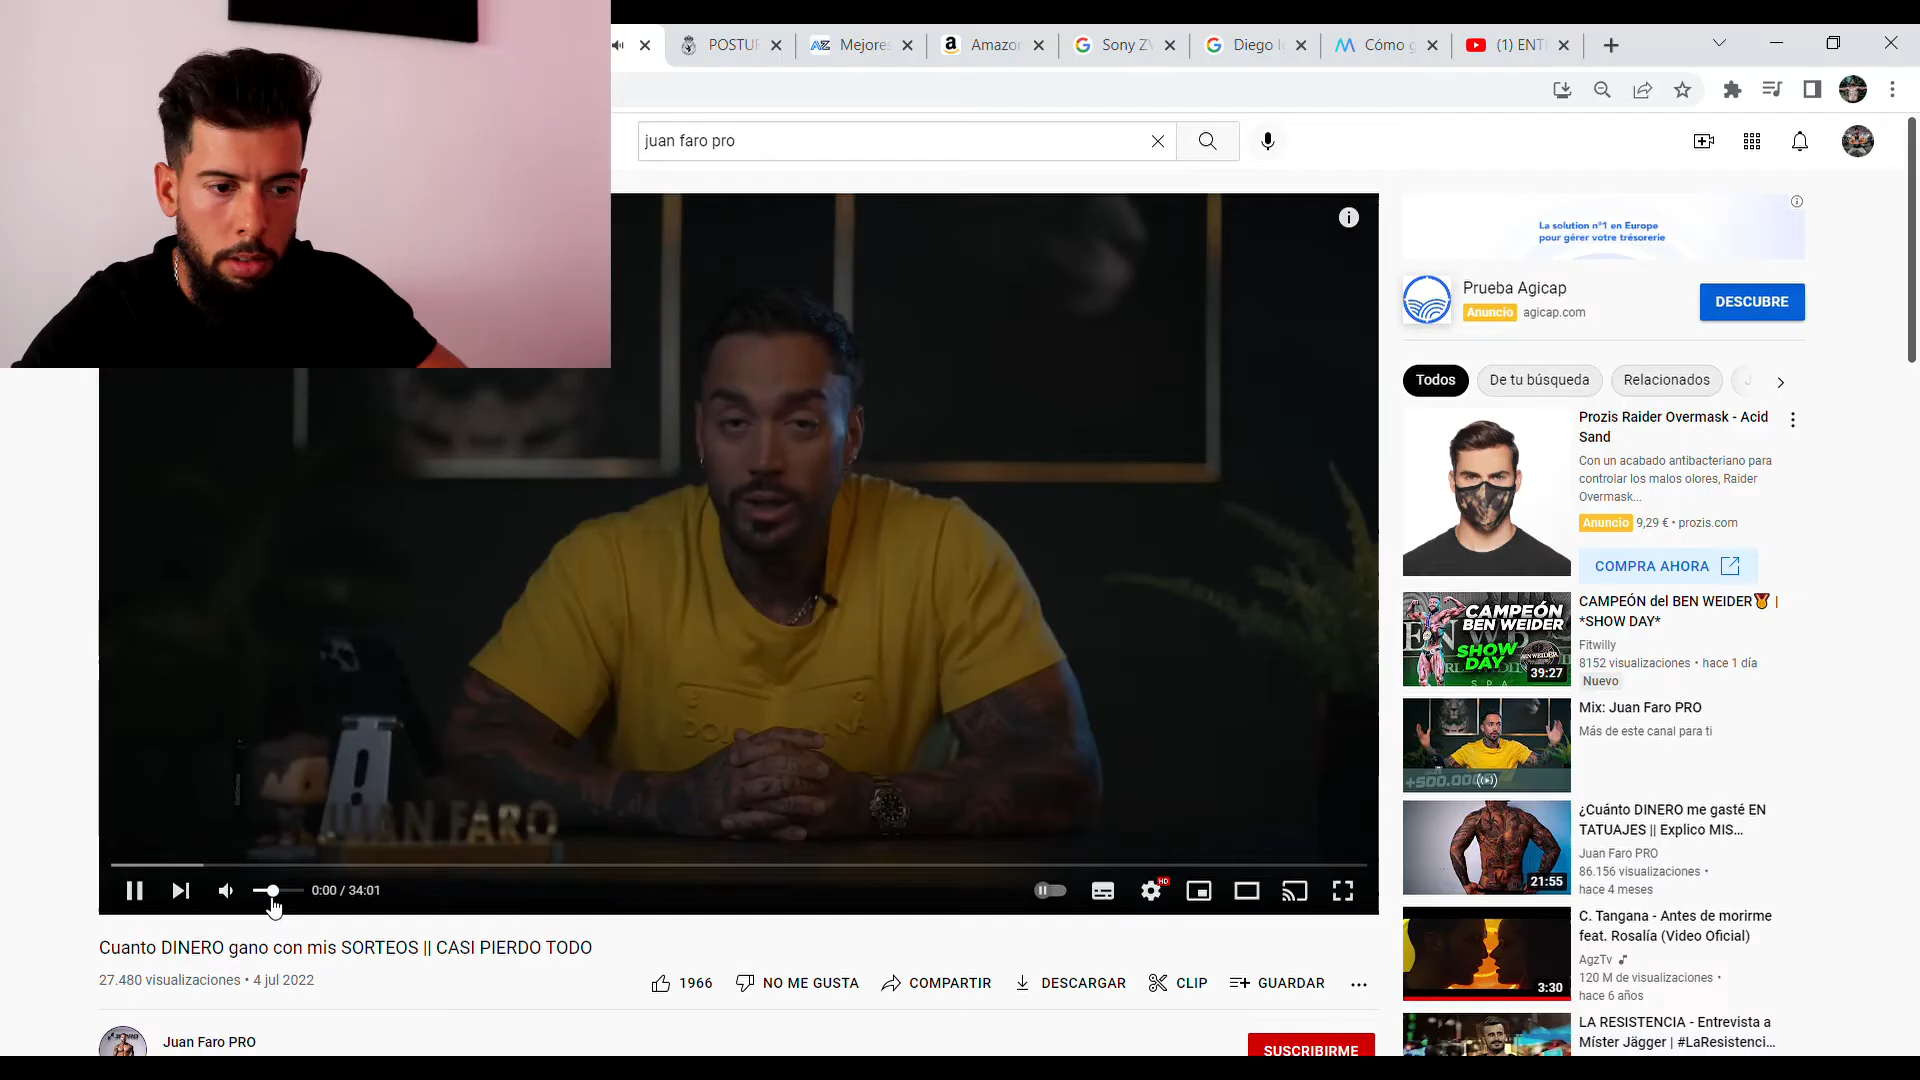 POSTU
Mejores
Amazon
Sony ZV
Diego l
Cómo g
(1) ENT
juan faro pro
La solution n°1 en Europe
pour gérer votre trésorerie
Prueba Agicap
Anuncio agicap.com
DESCUBRE
Todos
De tu búsqueda
Relacionados
Prozis Raider Overmask - Acid
Sand
Con un acabado antibacteriano para
controlar los malos olores, Raider
Overmask...
Anuncio 9,29 € • prozis.com
COMPRA AHORA
CAMPEÓN
BEN WEIDER
SHOW
DAY
39:27
CAMPEÓN del BEN WEIDER🏅 |
*SHOW DAY*
Fitwilly
8152 visualizaciones • hace 1 día
Nuevo
+500.00
Mix: Juan Faro PRO
Más de este canal para ti
21:55
¿Cuánto DINERO me gasté EN
TATUAJES || Explico MIS...
Juan Faro PRO
86.156 visualizaciones •
hace 4 meses
3:30
C. Tangana - Antes de morirme
feat. Rosalía (Video Oficial)
AgzTv
120 M de visualizaciones •
hace 6 años
LA RESISTENCIA - Entrevista a
Míster Jägger | #LaResistenci...
JUAN FARO
0:00 / 34:01
HD
Cuanto DINERO gano con mis SORTEOS || CASI PIERDO TODO
27.480 visualizaciones • 4 jul 2022
1966
NO ME GUSTA
COMPARTIR
DESCARGAR
CLIP
GUARDAR
Juan Faro PRO
SUSCRIBIRME